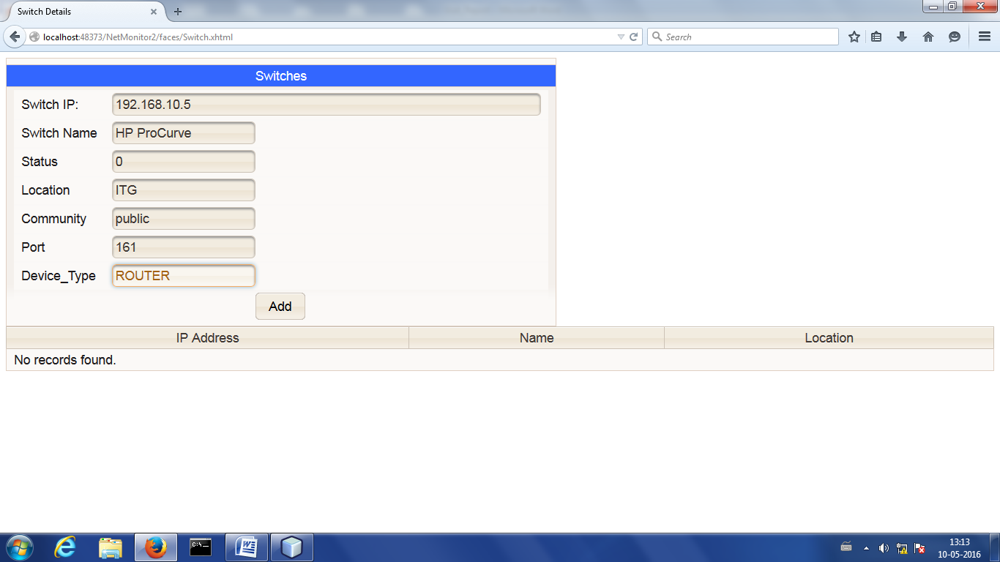 Switch Details
localhost:48373/NetMonitor2/faces/Switch.xhtml
Search
Switches
Switch IP: 192.168.10.5
Switch Name HP ProCurve
Status 0
Location ITG
Community public
Port 161
Device_Type ROUTER
Add
IP Address Name Location
No records found.
C:\
13:13
10-05-2016